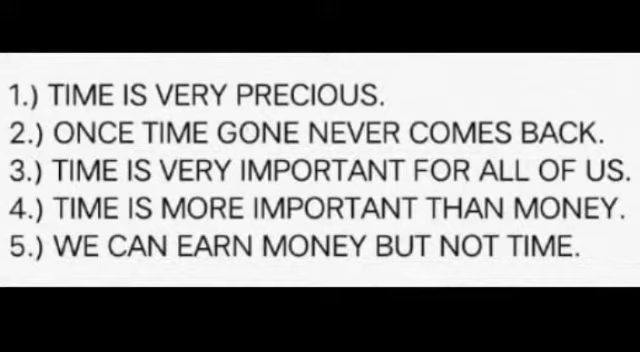 1.) TIME IS VERY PRECIOUS.
2.) ONCE TIME GONE NEVER COMES BACK.
3.) TIME IS VERY IMPORTANT FOR ALL OF US.
4.) TIME IS MORE IMPORTANT THAN MONEY.
5.) WE CAN EARN MONEY BUT NOT TIME.